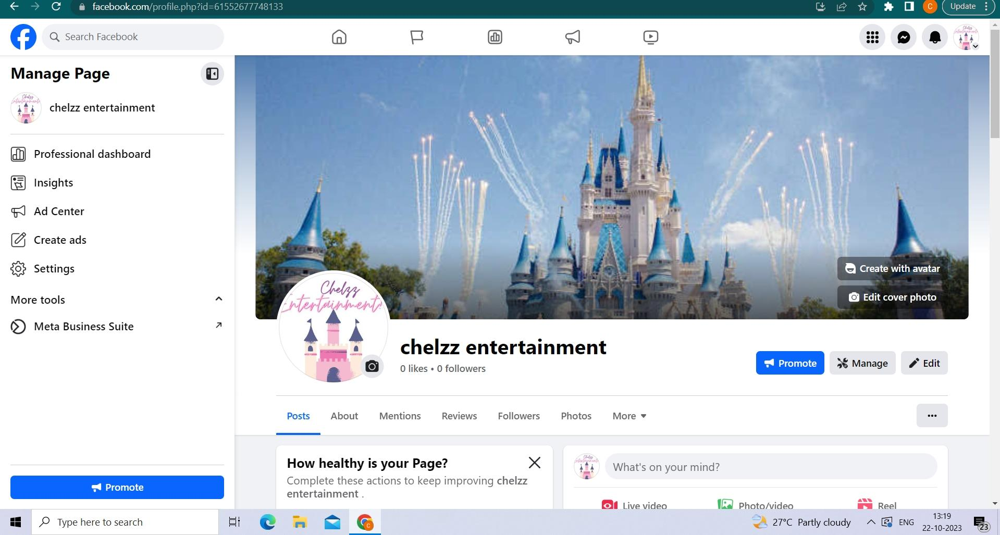 facebook.com/profile.php?id=61552677748133
C
Update
Search Facebook
Manage Page
Chelzz
Entertainment!
chelzz entertainment
Professional dashboard
Insights
Ad Center
Create ads
Settings
More tools
Meta Business Suite
Promote
Create with avatar
Edit cover photo
Chelzz
Entertainment!
chelzz entertainment
0 likes • 0 followers
Promote
Manage
Edit
Posts
About
Mentions
Reviews
Followers
Photos
More
How healthy is your Page?
Complete these actions to keep improving chelzz
entertainment .
What's on your mind?
Live video
Photo/video
Reel
Type here to search
C
27°C Partly cloudy
ENG
13:19
22-10-2023
23